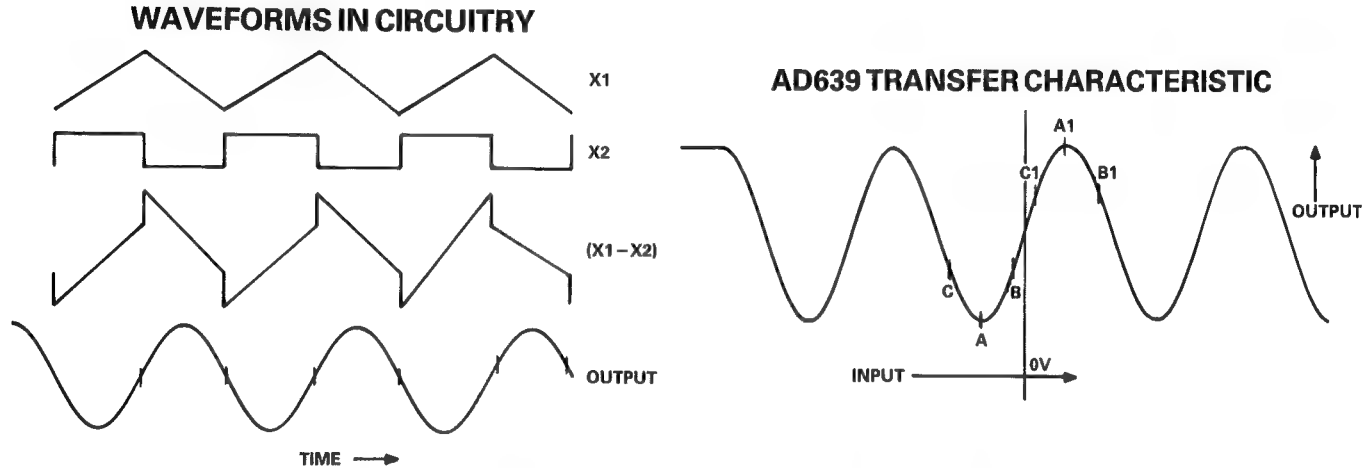 WAVEFORMS IN CIRCUITRY
X1
X2
(X1–X2)
OUTPUT
TIME
AD639 TRANSFER CHARACTERISTIC
A1
C1
B1
OUTPUT
C
B
A
INPUT
0V